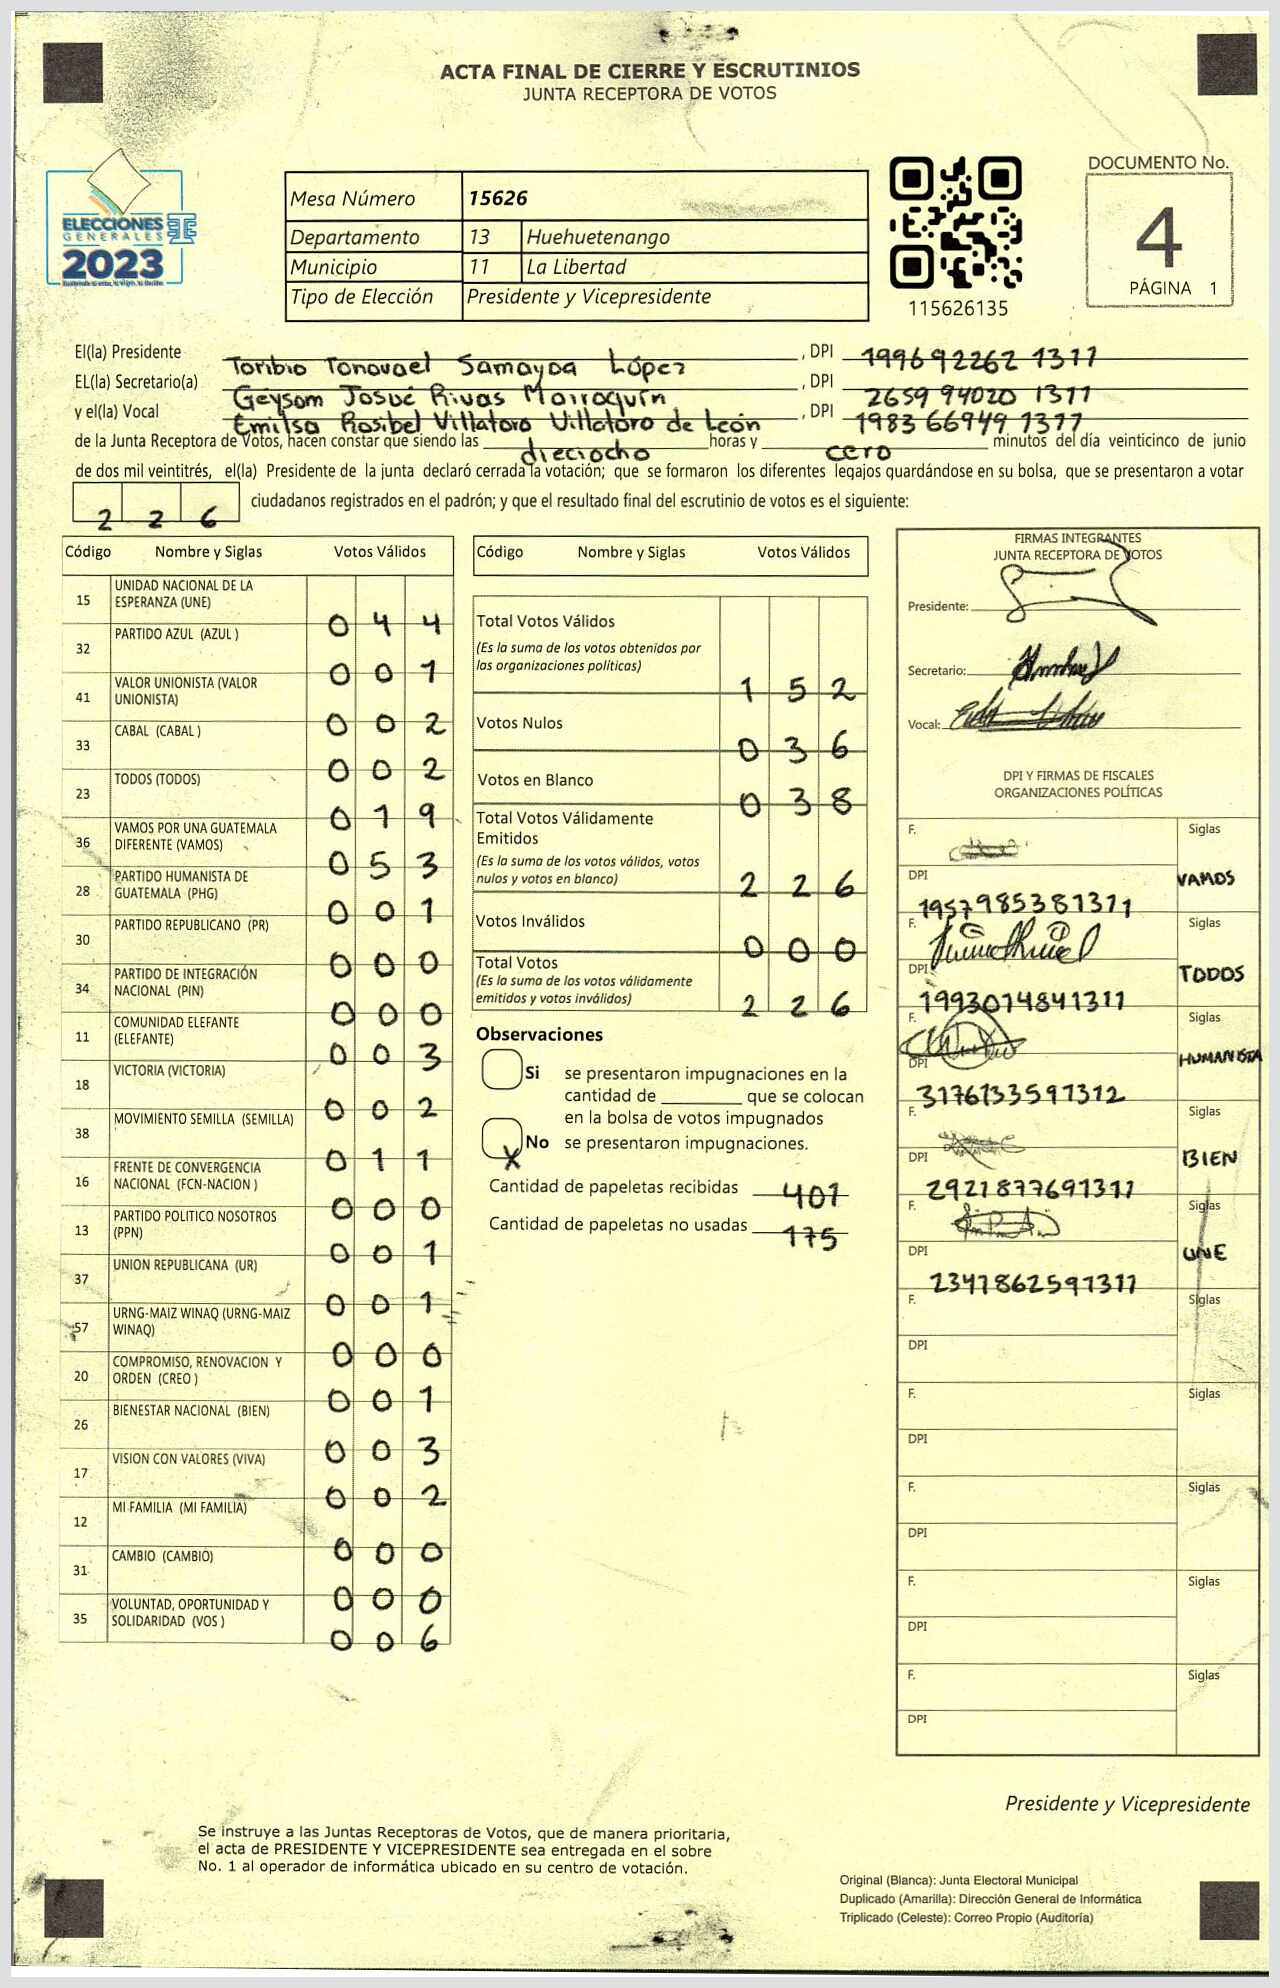 ACTA FINAL DE CIERRE Y ESCRUTINIOS
JUNTA RECEPTORA DE VOTOS
ELECCIONES
GENERALES
2023
Mesa Número 15626
Departamento 13 Huehuetenango
Municipio 11 La Libertad
Tipo de Elección Presidente y Vicepresidente
115626135
DOCUMENTO No.
4
PÁGINA 1
El(la) Presidente Toribio Tonovael Samayoa López , DPI 1996 92262 1311
EL(la) Secretario(a) Geysom Josué Rivas Marroquín , DPI 2659 94020 1311
y el(la) Vocal Emilsa Rosibel Villatoro Villatoro de León , DPI 1983 66949 1311
de la Junta Receptora de Votos, hacen constar que siendo las dieciocho horas y cero minutos del día veinticinco de junio
de dos mil veintitrés, el(la) Presidente de la junta declaró cerrada la votación; que se formaron los diferentes legajos quardándose en su bolsa, que se presentaron a votar
2 2 6 ciudadanos registrados en el padrón; y que el resultado final del escrutinio de votos es el siguiente:
Código Nombre y Siglas Votos Válidos
15 UNIDAD NACIONAL DE LA ESPERANZA (UNE) 0 4 4
32 PARTIDO AZUL (AZUL ) 0 0 1
41 VALOR UNIONISTA (VALOR UNIONISTA) 0 0 2
33 CABAL (CABAL ) 0 0 2
23 TODOS (TODOS) 0 1 9
36 VAMOS POR UNA GUATEMALA DIFERENTE (VAMOS) 0 5 3
28 PARTIDO HUMANISTA DE GUATEMALA (PHG) 0 0 1
30 PARTIDO REPUBLICANO (PR) 0 0 0
34 PARTIDO DE INTEGRACIÓN NACIONAL (PIN) 0 0 0
11 COMUNIDAD ELEFANTE (ELEFANTE) 0 0 3
18 VICTORIA (VICTORIA) 0 0 2
38 MOVIMIENTO SEMILLA (SEMILLA) 0 1 1
16 FRENTE DE CONVERGENCIA NACIONAL (FCN-NACION ) 0 0 0
13 PARTIDO POLITICO NOSOTROS (PPN) 0 0 1
37 UNION REPUBLICANA (UR) 0 0 1
57 URNG-MAIZ WINAQ (URNG-MAIZ WINAQ) 0 0 0
20 COMPROMISO, RENOVACION Y ORDEN (CREO ) 0 0 1
26 BIENESTAR NACIONAL (BIEN) 0 0 3
17 VISION CON VALORES (VIVA) 0 0 2
12 MI FAMILIA (MI FAMILIA) 0 0 0
31 CAMBIO (CAMBIO) 0 0 0
35 VOLUNTAD, OPORTUNIDAD Y SOLIDARIDAD (VOS ) 0 0 6
Código Nombre y Siglas Votos Válidos
Total Votos Válidos
(Es la suma de los votos obtenidos por
las organizaciones políticas) 1 5 2
Votos Nulos 0 3 6
Votos en Blanco 0 3 8
Total Votos Válidamente
Emitidos
(Es la suma de los votos válidos, votos
nulos y votos en blanco) 2 2 6
Votos Inválidos 0 0 0
Total Votos
(Es la suma de los votos válidamente
emitidos y votos inválidos) 2 2 6
Observaciones
Si se presentaron impugnaciones en la
cantidad de ________ que se colocan
en la bolsa de votos impugnados
X No se presentaron impugnaciones.
Cantidad de papeletas recibidas 401
Cantidad de papeletas no usadas 175
FIRMAS INTEGRANTES
JUNTA RECEPTORA DE VOTOS
Presidente:
Secretario:
Vocal:
DPI Y FIRMAS DE FISCALES
ORGANIZACIONES POLÍTICAS
F. Siglas
DPI 1957985381311 VAMOS
F. Siglas
DPI 1993014841311 TODOS
F. Siglas
DPI 3176133591312 HUMANISTA
F. Siglas
DPI 2921877691311 BIEN
F. Siglas
DPI 2341862591311 UNE
F. Siglas
DPI
F. Siglas
DPI
F. Siglas
DPI
F. Siglas
DPI
F. Siglas
DPI
Presidente y Vicepresidente
Se instruye a las Juntas Receptoras de Votos, que de manera prioritaria,
el acta de PRESIDENTE Y VICEPRESIDENTE sea entregada en el sobre
No. 1 al operador de informática ubicado en su centro de votación.
Original (Blanca): Junta Electoral Municipal
Duplicado (Amarilla): Dirección General de Informática
Triplicado (Celeste): Correo Propio (Auditoría)